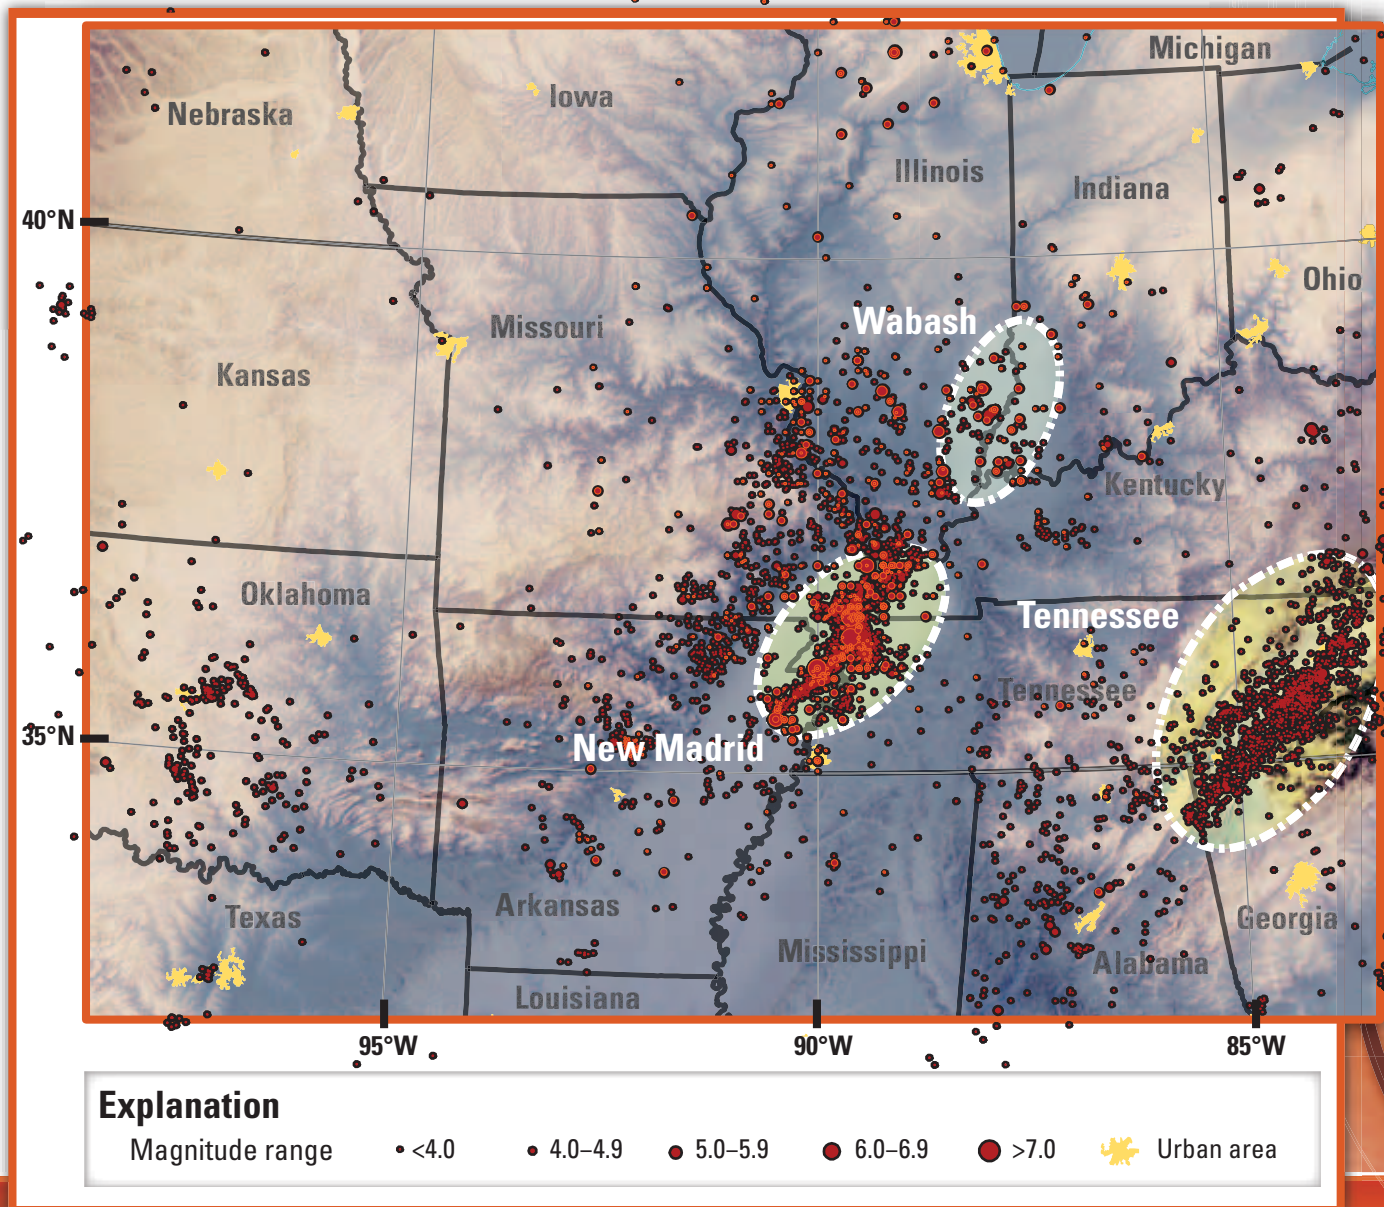 Michigan
Iowa
Nebraska
Illinois
Indiana
40°N
Ohio
Wabash
Missouri
Kansas
Kentucky
Oklahoma
Tennessee
Tennessee
35°N
New Madrid
Arkansas
Texas
Georgia
Mississippi
Alabama
Louisiana
95°W 90°W 85°W
Explanation
Magnitude range <4.0 4.0–4.9 5.0–5.9 6.0–6.9 >7.0 Urban area